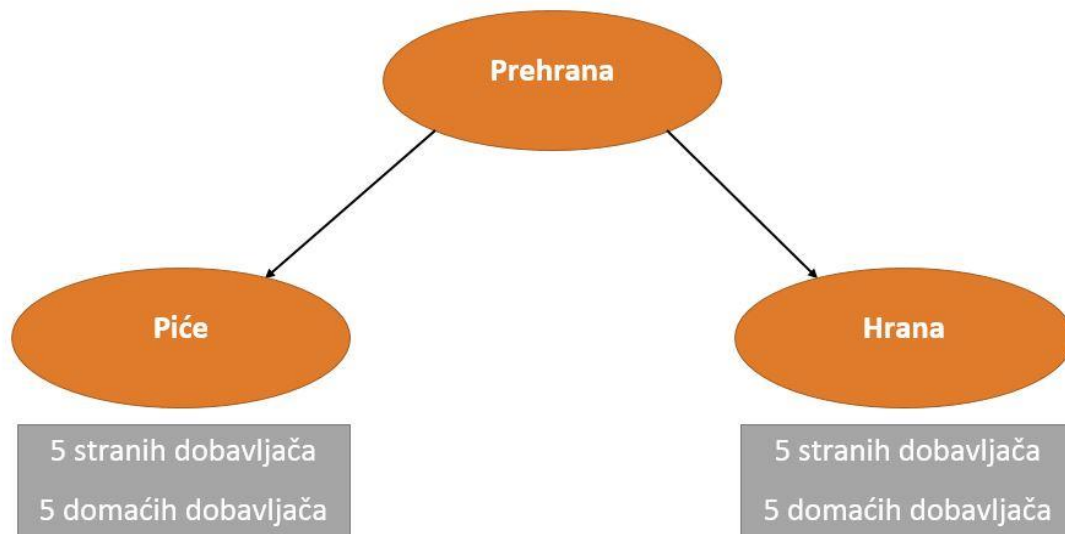 Prehrana
Piće
Hrana
5 stranih dobavljača
5 domaćih dobavljača
5 stranih dobavljača
5 domaćih dobavljača